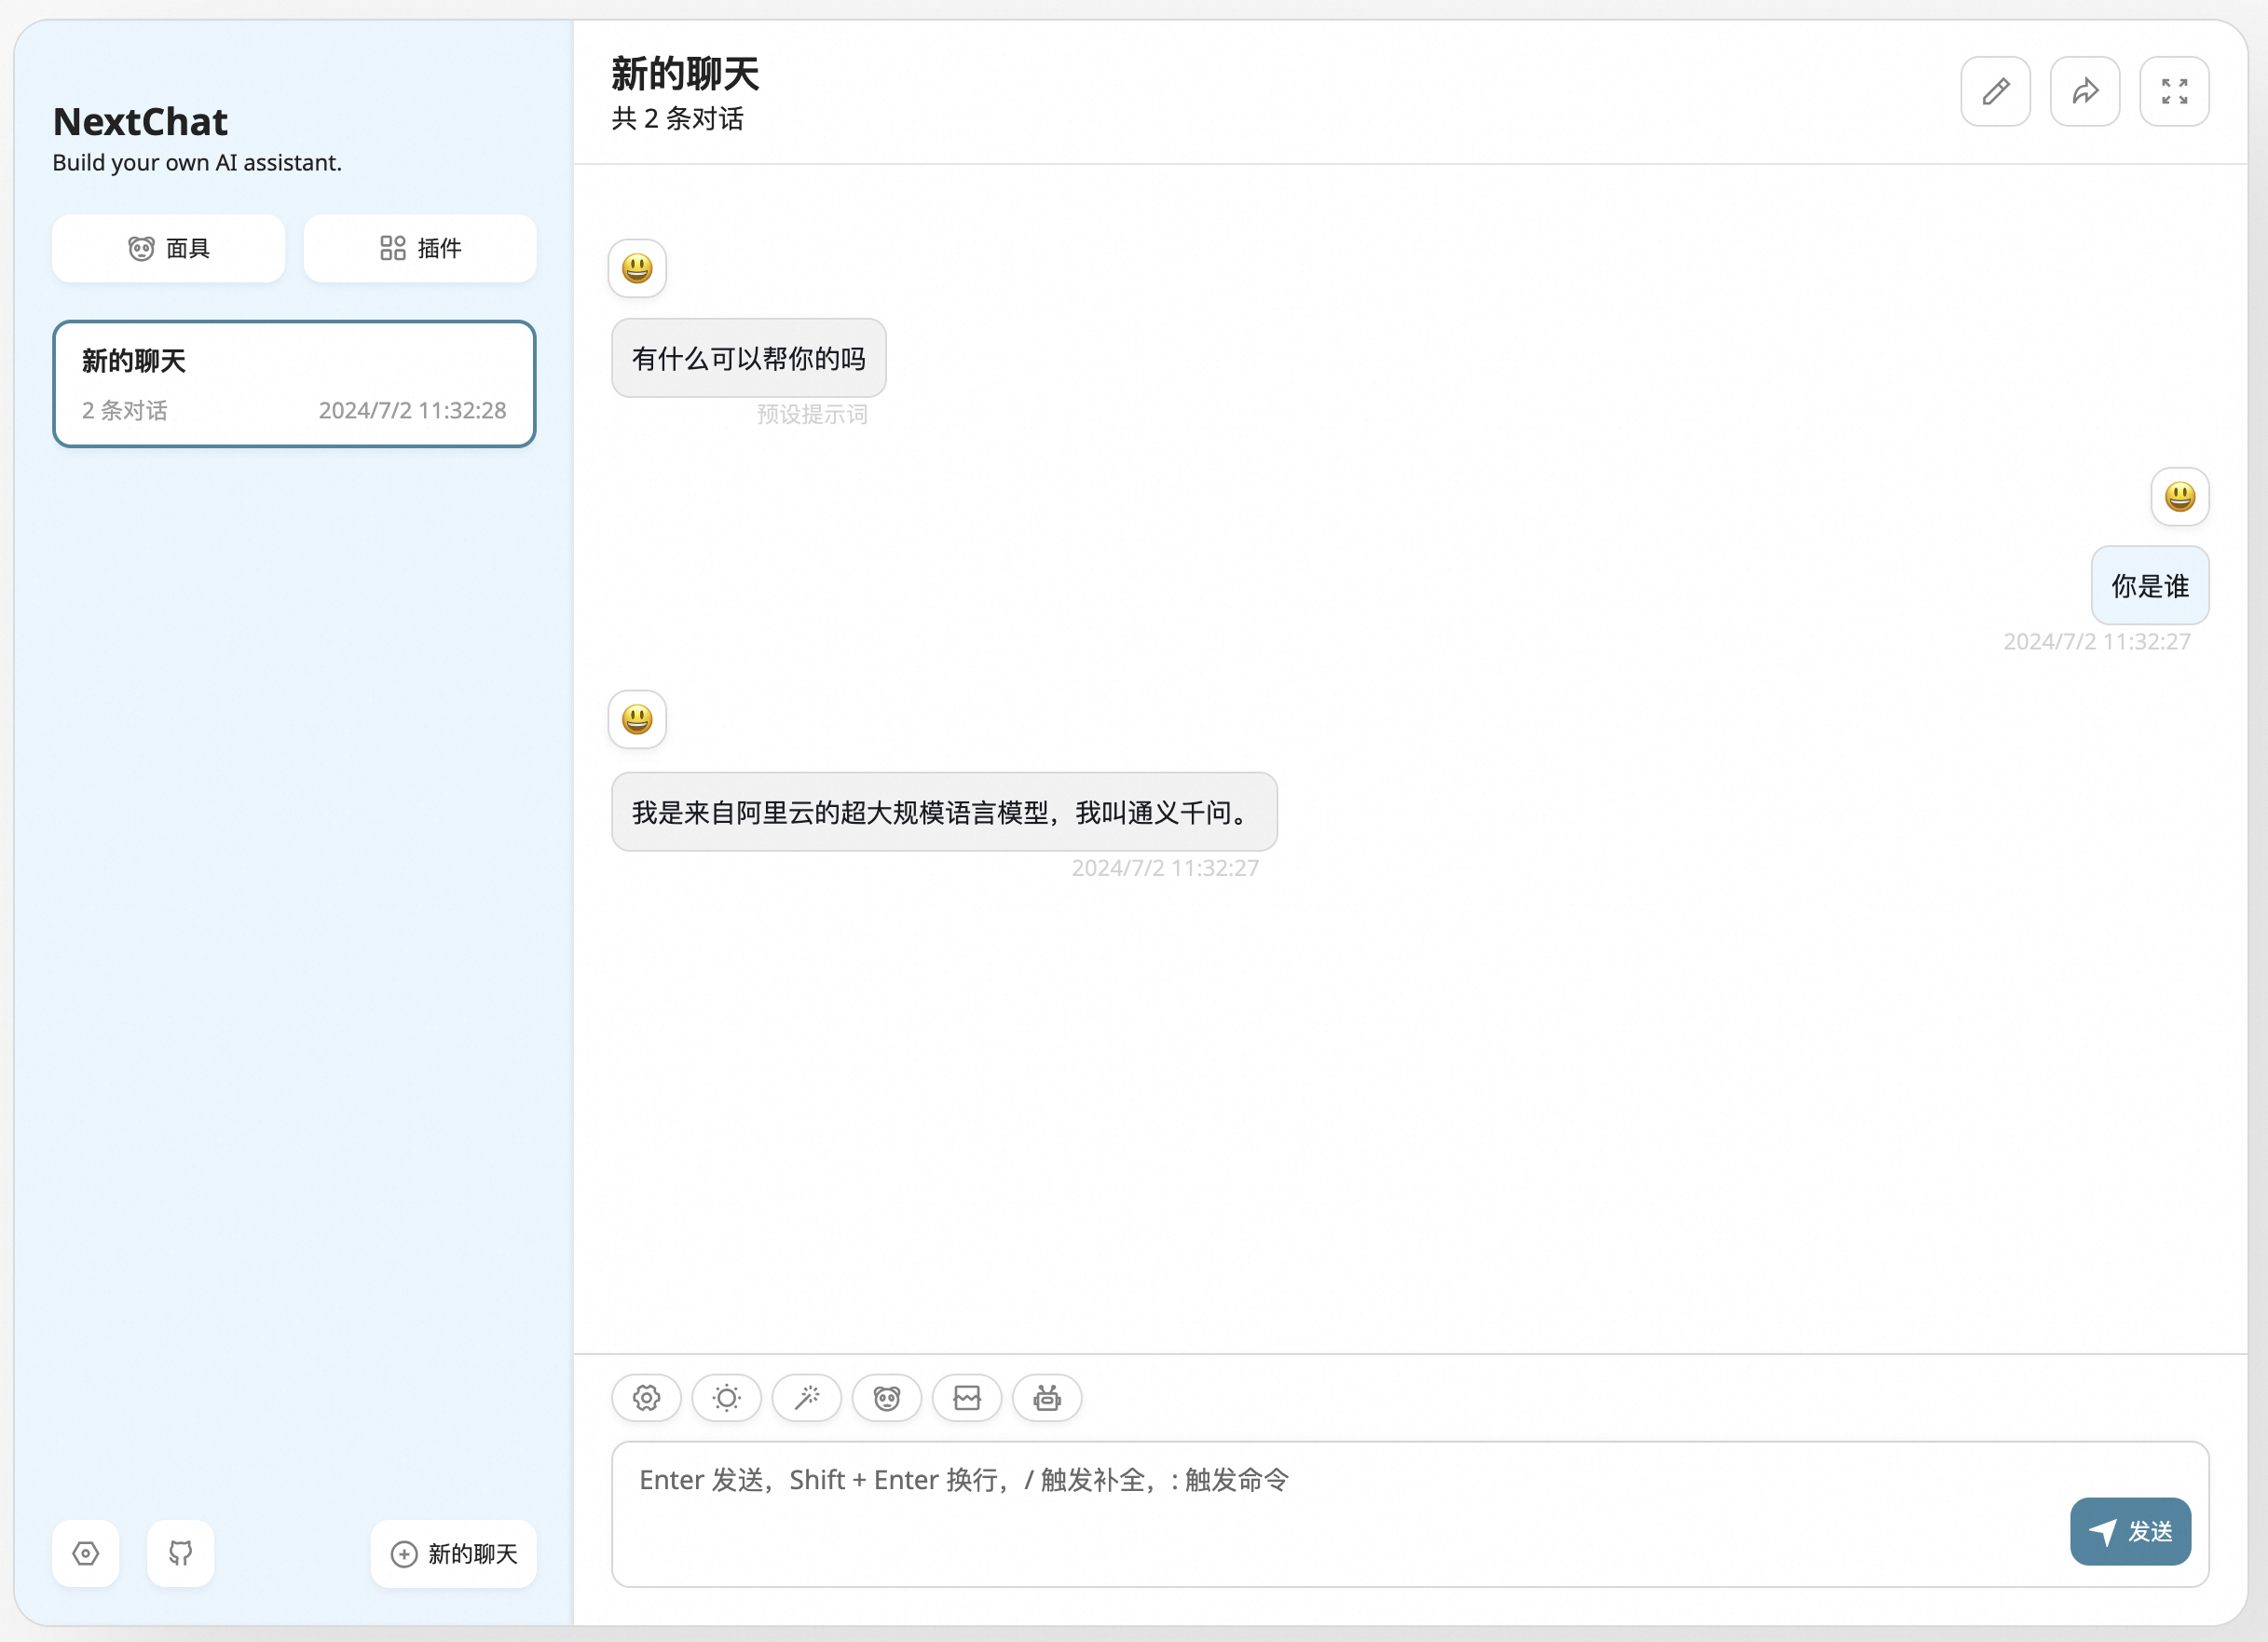 NextChat
Build your own AI assistant.
面具
插件
新的聊天
2 条对话
2024/7/2 11:32:28
新的聊天
新的聊天
共 2 条对话
有什么可以帮你的吗
预设提示词
你是谁
2024/7/2 11:32:27
我是来自阿里云的超大规模语言模型，我叫通义千问。
2024/7/2 11:32:27
Enter 发送，Shift + Enter 换行，/ 触发补全，: 触发命令
发送